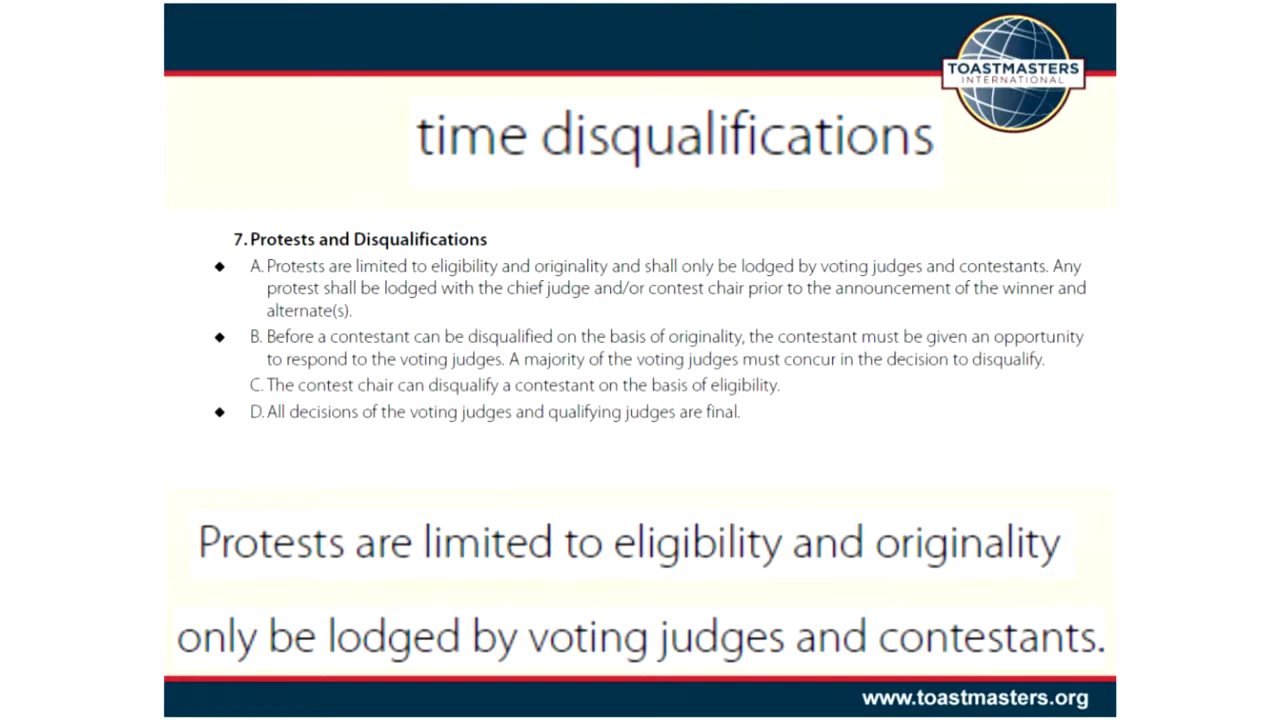 TOASTMASTERS
INTERNATIONAL
time disqualifications
7. Protests and Disqualifications
◆ A. Protests are limited to eligibility and originality and shall only be lodged by voting judges and contestants. Any
protest shall be lodged with the chief judge and/or contest chair prior to the announcement of the winner and
alternate(s).
◆ B. Before a contestant can be disqualified on the basis of originality, the contestant must be given an opportunity
to respond to the voting judges. A majority of the voting judges must concur in the decision to disqualify.
C. The contest chair can disqualify a contestant on the basis of eligibility.
◆ D. All decisions of the voting judges and qualifying judges are final.
Protests are limited to eligibility and originality
only be lodged by voting judges and contestants.
www.toastmasters.org